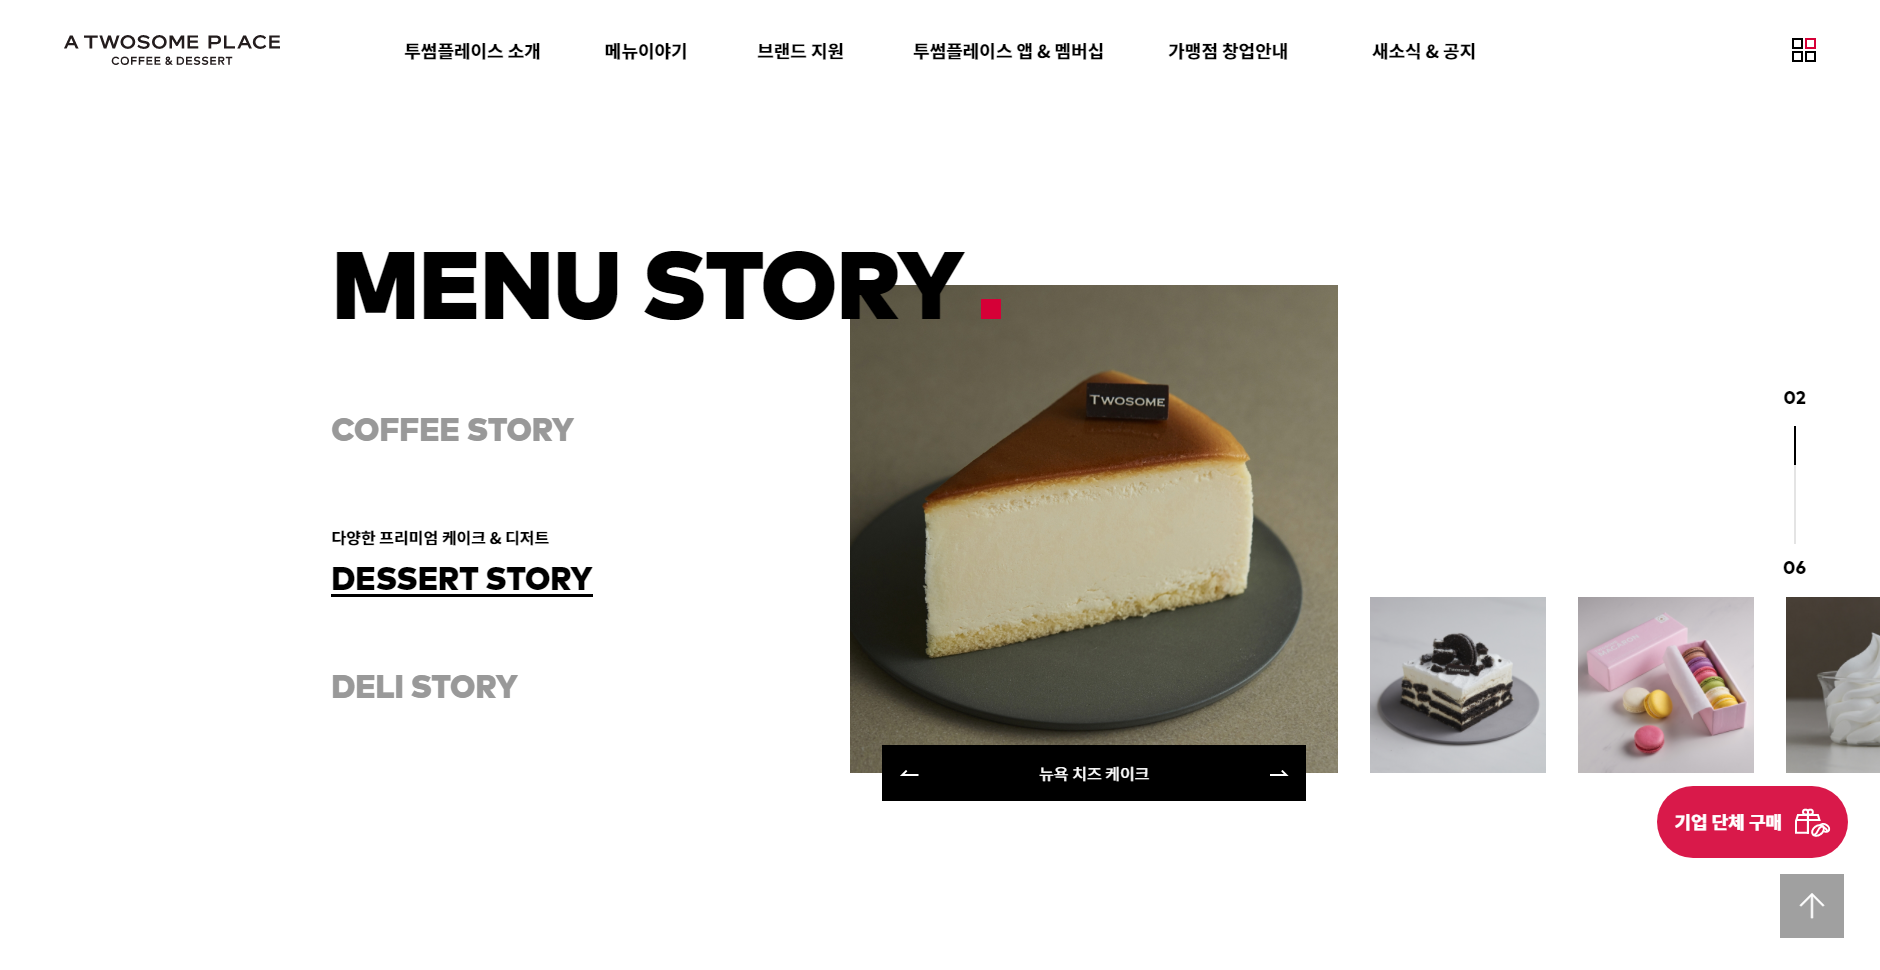 A TWOSOME PLACE
COFFEE & DESSERT
투썸플레이스 소개
메뉴이야기
브랜드 지원
투썸플레이스 앱 & 멤버십
가맹점 창업안내
새소식 & 공지
MENU STORY.
COFFEE STORY
다양한 프리미엄 케이크 & 디저트
DESSERT STORY
DELI STORY
TWOSOME
뉴욕 치즈 케이크
02
06
기업 단체 구매